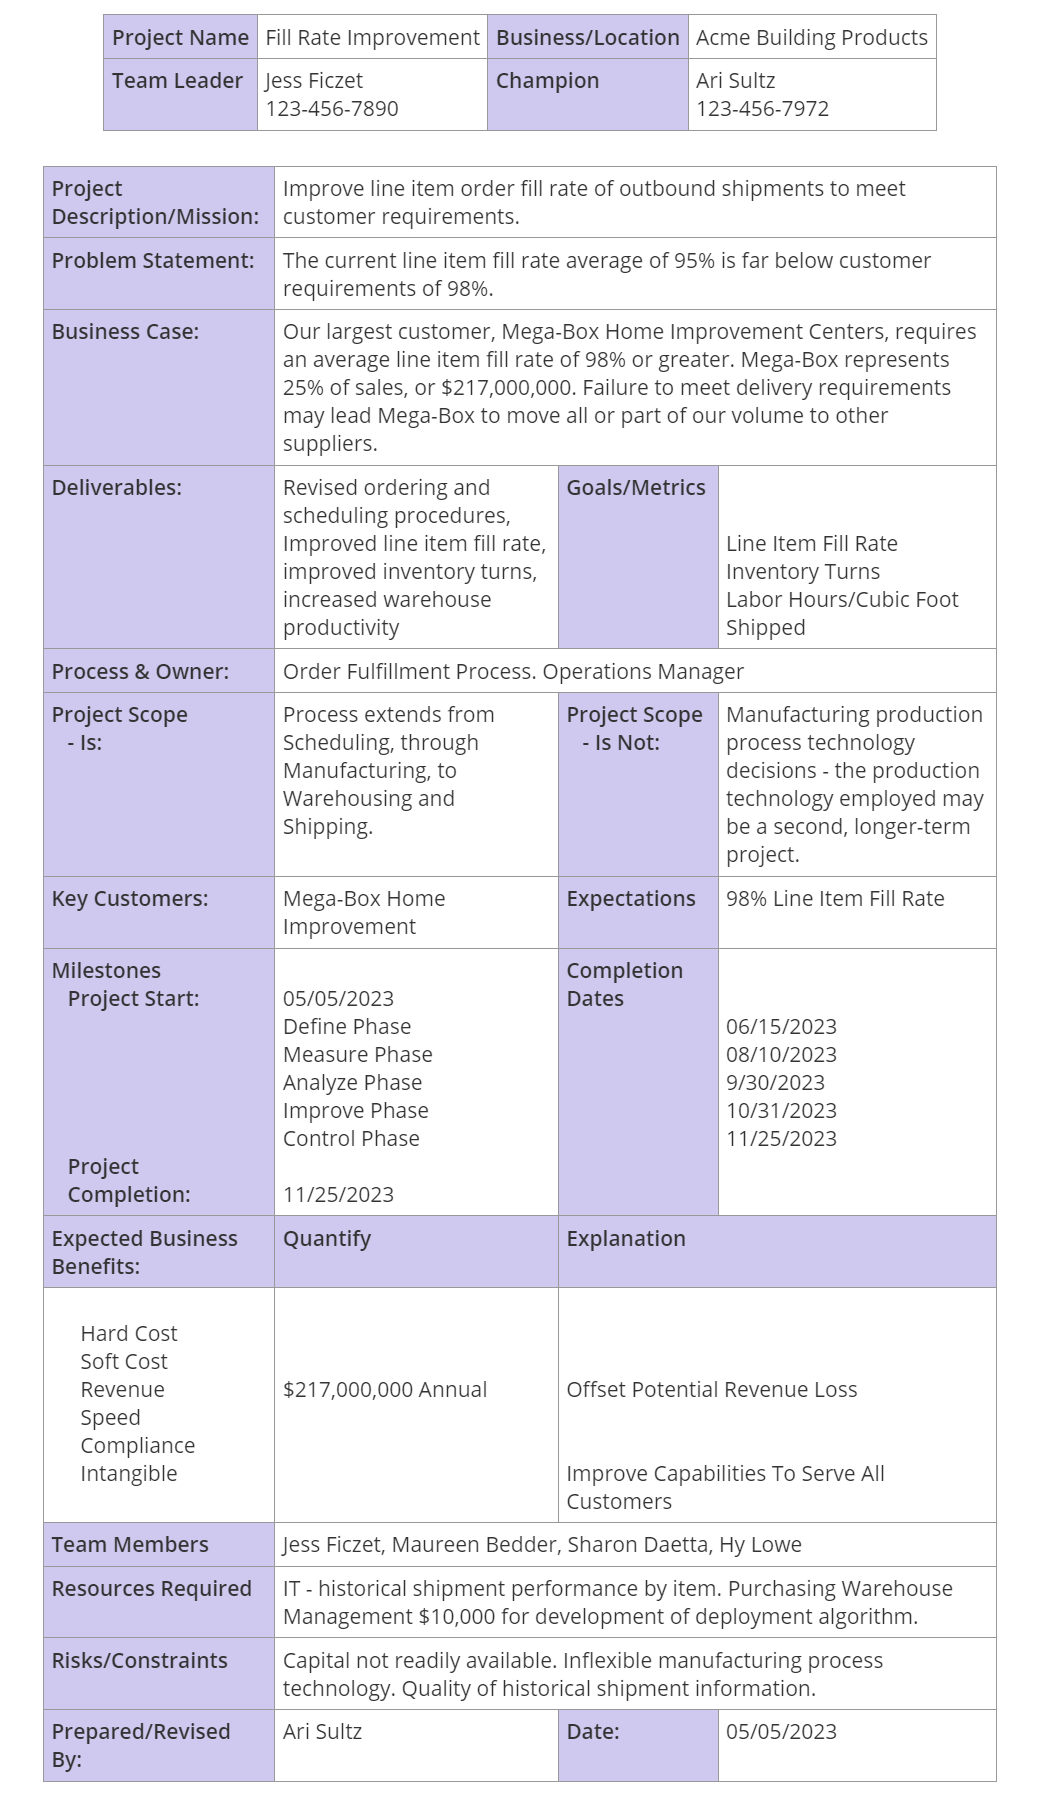 Project Name Fill Rate Improvement Business/Location Acme Building Products
Team Leader Jess Ficzet Champion Ari Sultz
123-456-7890 123-456-7972
Project Improve line item order fill rate of outbound shipments to meet
Description/Mission: customer requirements.
Problem Statement: The current line item fill rate average of 95% is far below customer
requirements of 98%.
Business Case: Our largest customer, Mega-Box Home Improvement Centers, requires
an average line item fill rate of 98% or greater. Mega-Box represents
25% of sales, or $217,000,000. Failure to meet delivery requirements
may lead Mega-Box to move all or part of our volume to other
suppliers.
Deliverables: Revised ordering and Goals/Metrics
scheduling procedures,
Improved line item fill rate, Line Item Fill Rate
improved inventory turns, Inventory Turns
increased warehouse Labor Hours/Cubic Foot
productivity Shipped
Process & Owner: Order Fulfillment Process. Operations Manager
Project Scope Process extends from Project Scope Manufacturing production
- Is: Scheduling, through - Is Not: process technology
Manufacturing, to decisions - the production
Warehousing and technology employed may
Shipping. be a second, longer-term
project.
Key Customers: Mega-Box Home Expectations 98% Line Item Fill Rate
Improvement
Milestones Completion
Project Start: 05/05/2023 Dates
Define Phase 06/15/2023
Measure Phase 08/10/2023
Analyze Phase 9/30/2023
Improve Phase 10/31/2023
Control Phase 11/25/2023
Project
Completion: 11/25/2023
Expected Business Quantify Explanation
Benefits:
Hard Cost
Soft Cost
Revenue $217,000,000 Annual Offset Potential Revenue Loss
Speed
Compliance
Intangible Improve Capabilities To Serve All
Customers
Team Members Jess Ficzet, Maureen Bedder, Sharon Daetta, Hy Lowe
Resources Required IT - historical shipment performance by item. Purchasing Warehouse
Management $10,000 for development of deployment algorithm.
Risks/Constraints Capital not readily available. Inflexible manufacturing process
technology. Quality of historical shipment information.
Prepared/Revised Ari Sultz Date: 05/05/2023
By: